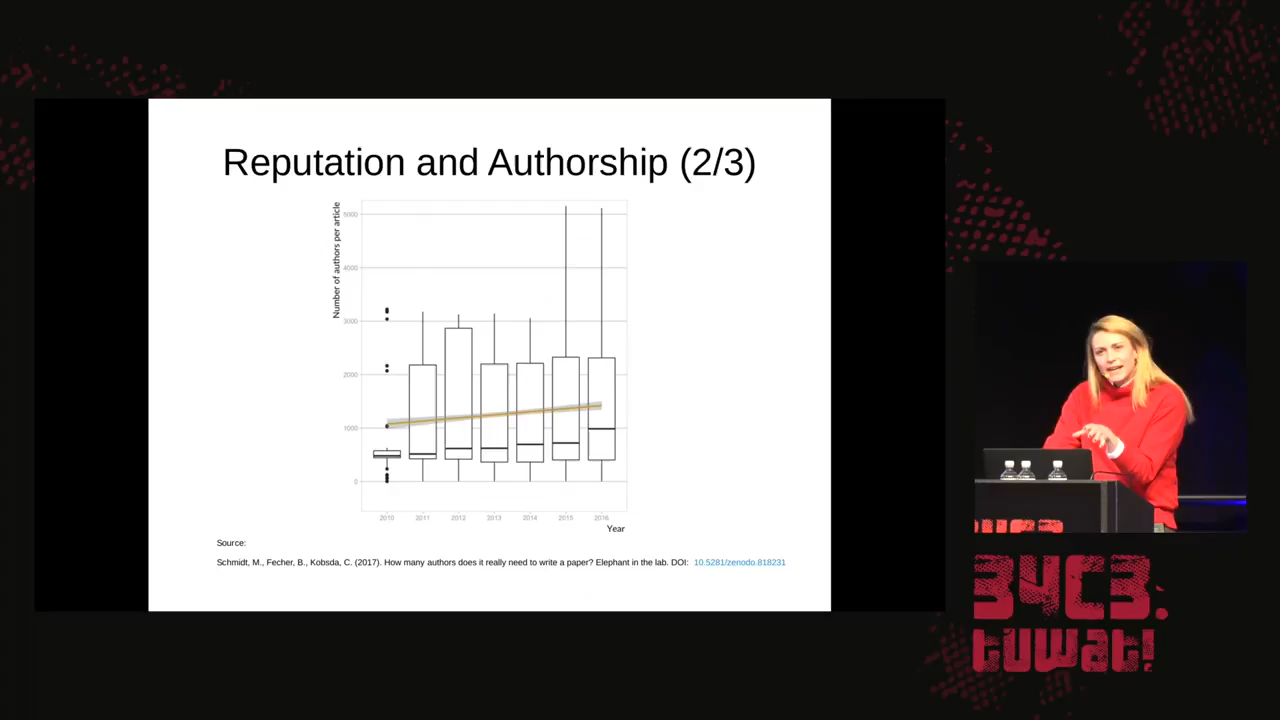 Reputation and Authorship (2/3)
Number of authors per article
5000
4000
3000
2000
1000
0
2010 2011 2012 2013 2014 2015 2016
Year
Source:
Schmidt, M., Fecher, B., Kobsda, C. (2017). How many authors does it really need to write a paper? Elephant in the lab. DOI: 10.5281/zenodo.818231
34C3.
tuwat!